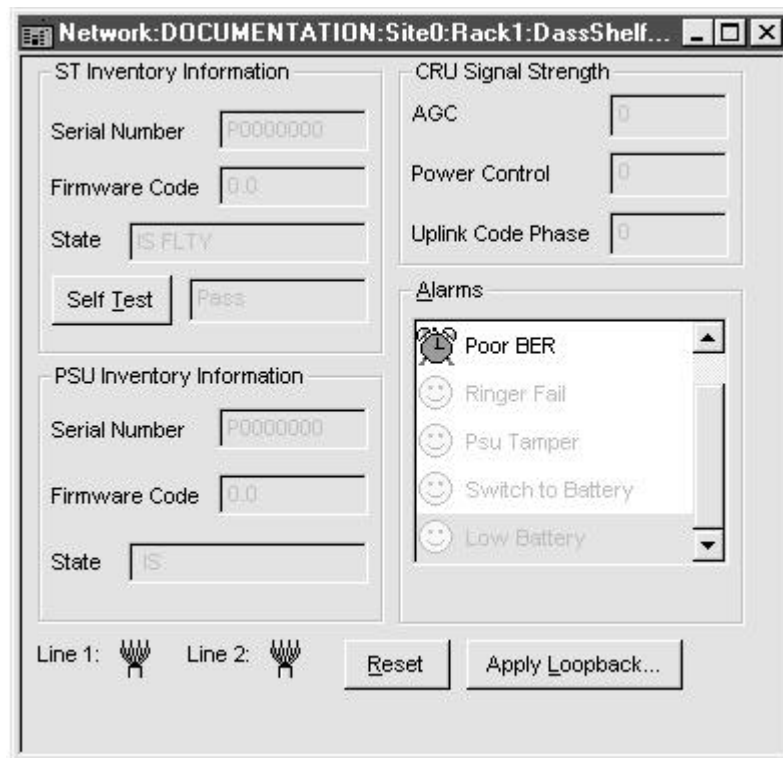 Network:DOCUMENTATION:Site0:Rack1:DassShelf...
ST Inventory Information
Serial Number P0000000
Firmware Code 0.0
State IS FLTY
Self Test Pass
PSU Inventory Information
Serial Number P0000000
Firmware Code 0.0
State IS
CRU Signal Strength
AGC 0
Power Control 0
Uplink Code Phase 0
Alarms
Poor BER
Ringer Fail
Psu Tamper
Switch to Battery
Low Battery
Line 1: Line 2: Reset Apply Loopback...